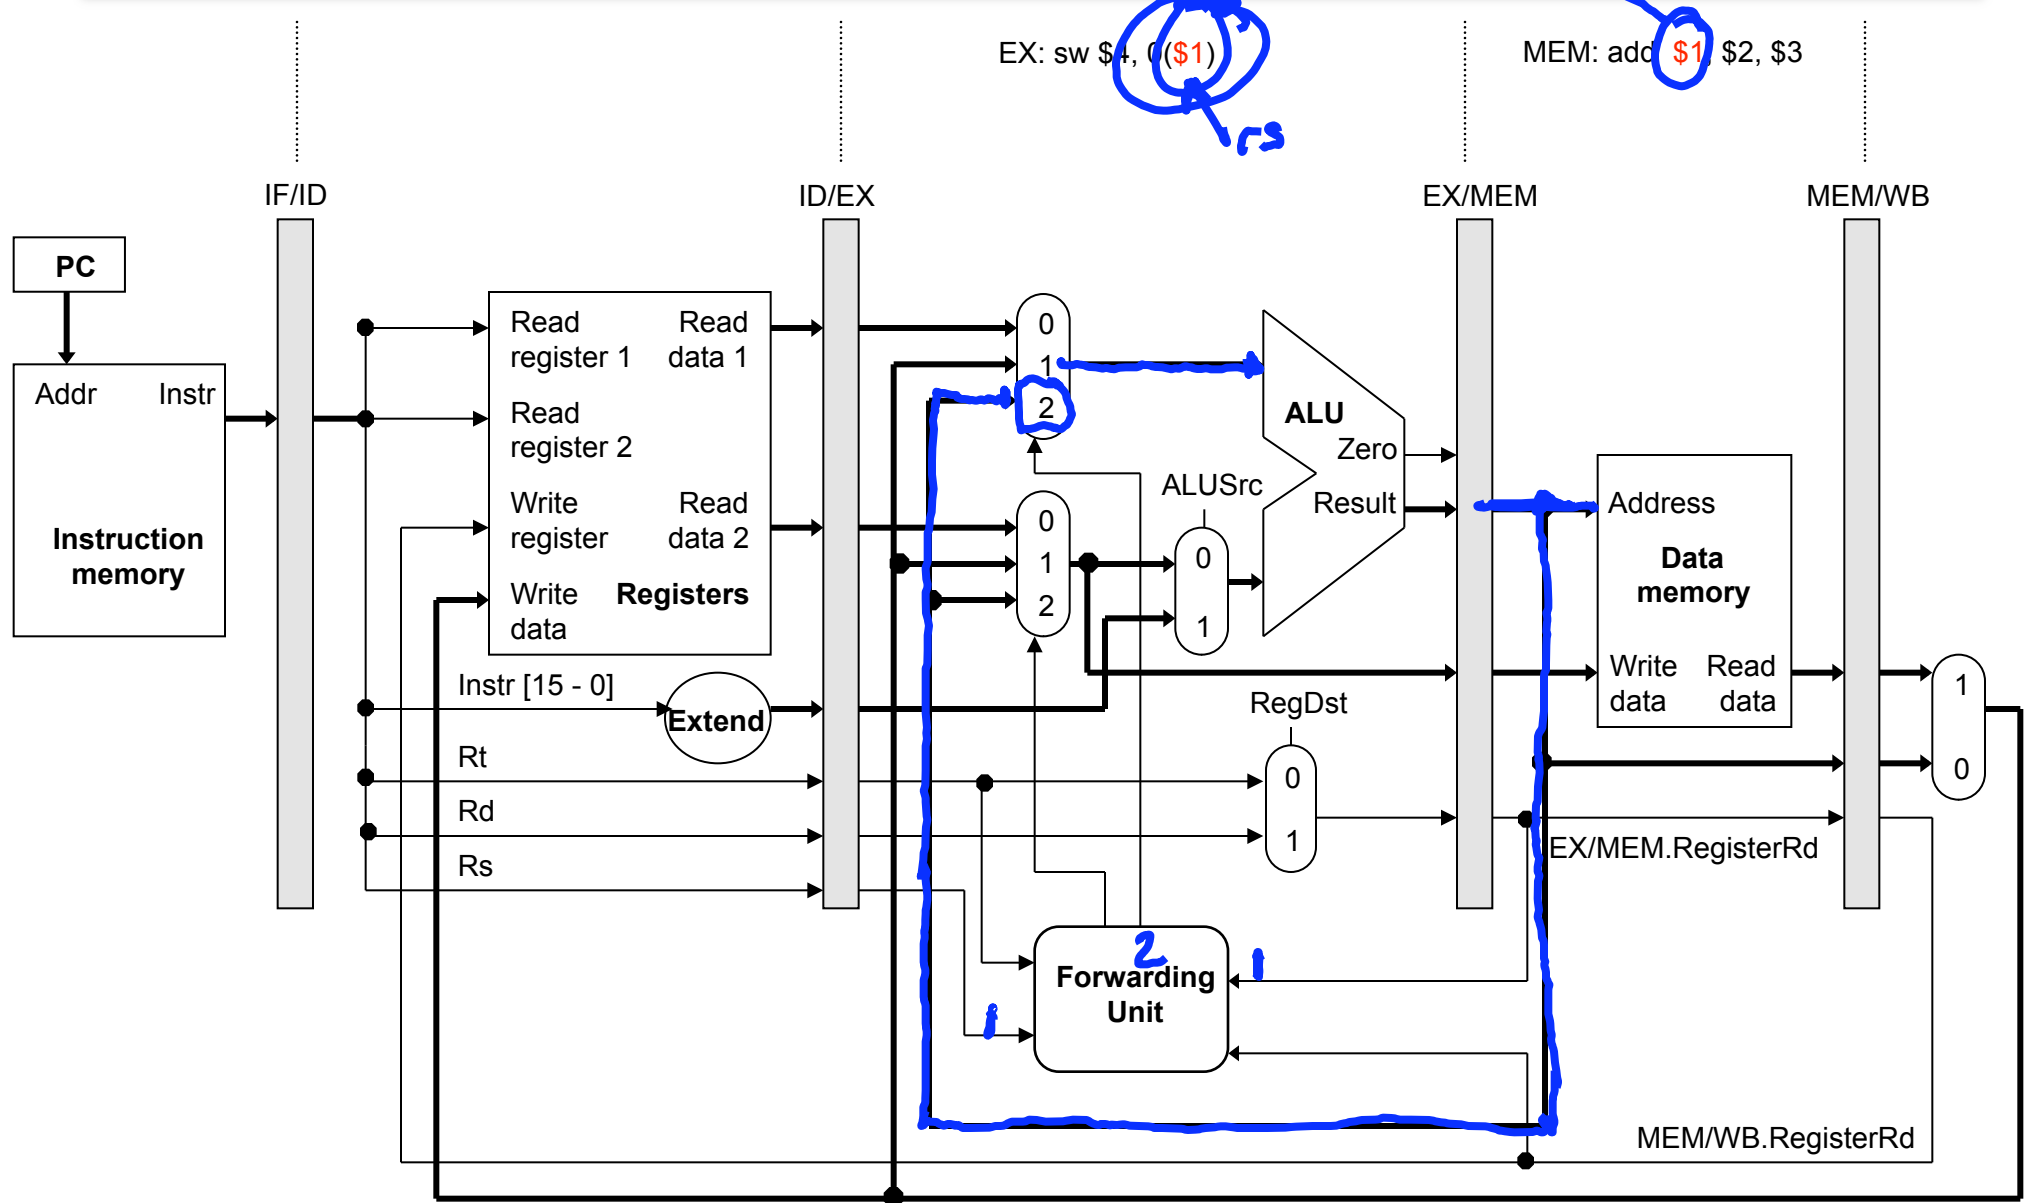 EX: sw $4, 0($1)
MEM: add $1, $2, $3
rs
IF/ID
ID/EX
EX/MEM
MEM/WB
PC
Addr Instr
Instruction
memory
Read
register 1
Read
data 1
Read
register 2
Write
register
Read
data 2
Write
data
Registers
Instr [15 - 0]
Extend
Rt
Rd
Rs
0
1
2
0
1
2
ALUSrc
0
1
ALU
Zero
Result
RegDst
0
1
Address
Data
memory
Write
data
Read
data
1
0
EX/MEM.RegisterRd
2
Forwarding
Unit
1
1
MEM/WB.RegisterRd